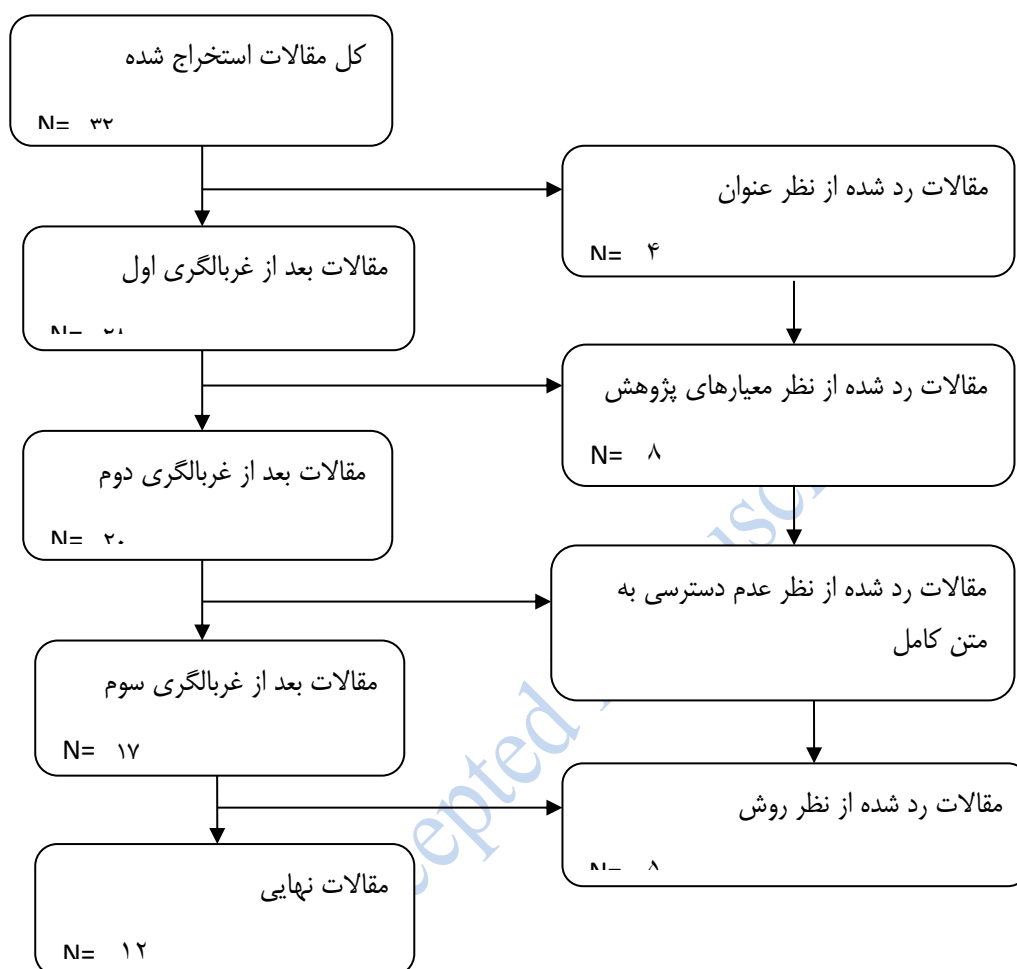 کل مقالات استخراج شده
N= ۳۲
مقالات رد شده از نظر عنوان
N= ۴
مقالات بعد از غربالگری اول
N=
مقالات رد شده از نظر معیارهای پژوهش
N= ۸
مقالات بعد از غربالگری دوم
N= ۲۰
مقالات رد شده از نظر عدم دسترسی به
متن کامل
مقالات بعد از غربالگری سوم
N= ۱۷
مقالات رد شده از نظر روش
N=
مقالات نهایی
N= ۱۲